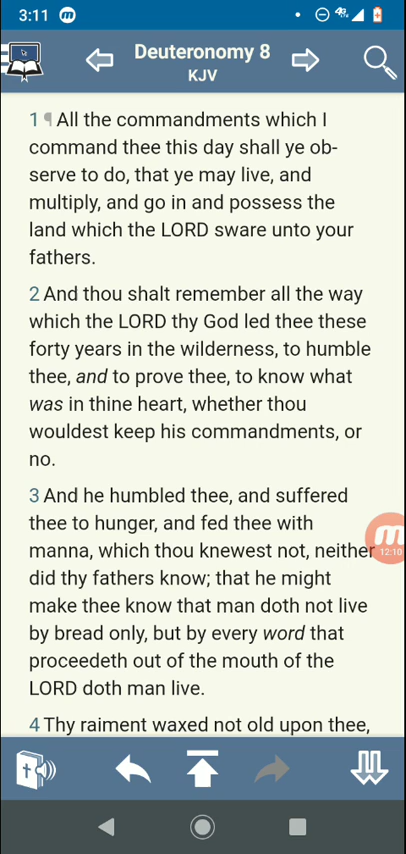 3:11
4G
Deuteronomy 8
KJV
1 ¶ All the commandments which I
command thee this day shall ye ob-
serve to do, that ye may live, and
multiply, and go in and possess the
land which the LORD sware unto your
fathers.
2 And thou shalt remember all the way
which the LORD thy God led thee these
forty years in the wilderness, to humble
thee, and to prove thee, to know what
was in thine heart, whether thou
wouldest keep his commandments, or
no.
3 And he humbled thee, and suffered
thee to hunger, and fed thee with
manna, which thou knewest not, neither
did thy fathers know; that he might
make thee know that man doth not live
by bread only, but by every word that
proceedeth out of the mouth of the
LORD doth man live.
12:10
4 Thy raiment waxed not old upon thee,